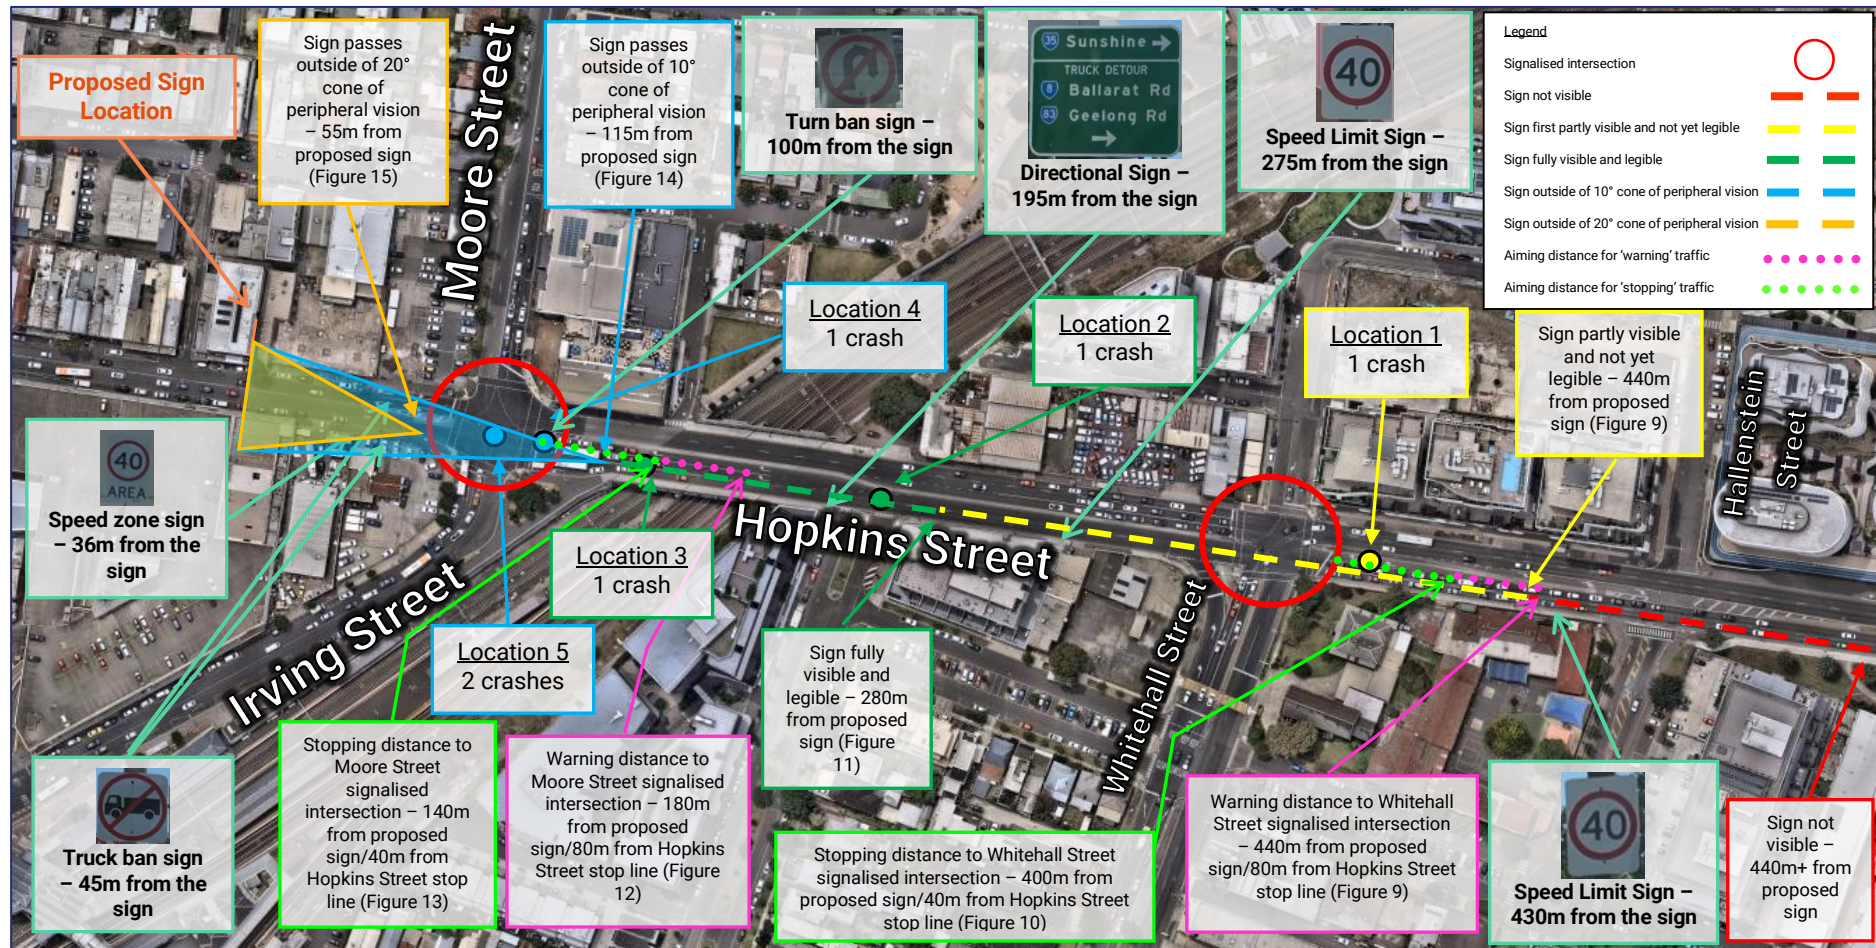 Proposed Sign
Location
Sign passes
outside of 20°
cone of
peripheral vision
– 55m from
proposed sign
(Figure 15)
Moore Street
Sign passes
outside of 10°
cone of
peripheral vision
– 115m from
proposed sign
(Figure 14)
Turn ban sign –
100m from the sign
35 Sunshine
TRUCK DETOUR
8 Ballarat Rd
83 Geelong Rd
Directional Sign –
195m from the sign
40
Speed Limit Sign –
275m from the sign
Legend
Signalised intersection
Sign not visible
Sign first partly visible and not yet legible
Sign fully visible and legible
Sign outside of 10° cone of peripheral vision
Sign outside of 20° cone of peripheral vision
Aiming distance for ‘warning’ traffic
Aiming distance for ‘stopping’ traffic
Location 4
1 crash
Location 2
1 crash
Location 1
1 crash
Sign partly visible
and not yet
legible – 440m
from proposed
sign (Figure 9)
Hallenstein
Street
40
AREA
Speed zone sign
– 36m from the
sign
Hopkins Street
Location 3
1 crash
Irving Street
Location 5
2 crashes
Whitehall Street
Sign fully
visible and
legible – 280m
from proposed
sign (Figure
11)
Truck ban sign
– 45m from the
sign
Stopping distance to
Moore Street
signalised
intersection – 140m
from proposed
sign/40m from
Hopkins Street stop
line (Figure 13)
Warning distance to
Moore Street signalised
intersection – 180m
from proposed
sign/80m from Hopkins
Street stop line (Figure
12)
Stopping distance to Whitehall Street
signalised intersection – 400m from
proposed sign/40m from Hopkins Street
stop line (Figure 10)
Warning distance to Whitehall
Street signalised intersection
– 440m from proposed
sign/80m from Hopkins Street
stop line (Figure 9)
40
Speed Limit Sign –
430m from the sign
Sign not
visible –
440m+ from
proposed
sign